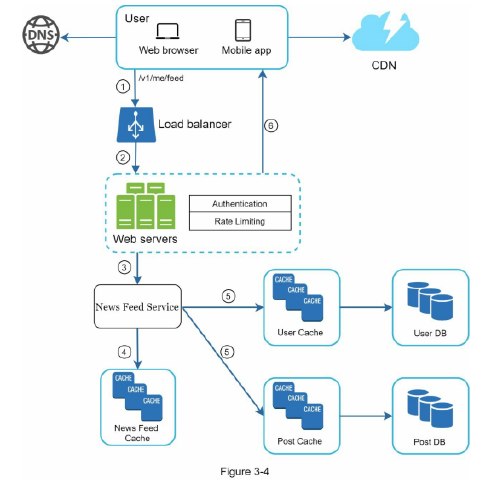 DNS
User
Web browser
Mobile app
CDN
1
/v1/me/feed
Load balancer
6
2
Authentication
Rate Limiting
Web servers
3
News Feed Service
5
CACHE
CACHE
CACHE
User Cache
User DB
4
5
CACHE
CACHE
CACHE
News Feed
Cache
CACHE
CACHE
CACHE
Post Cache
Post DB
Figure 3-4